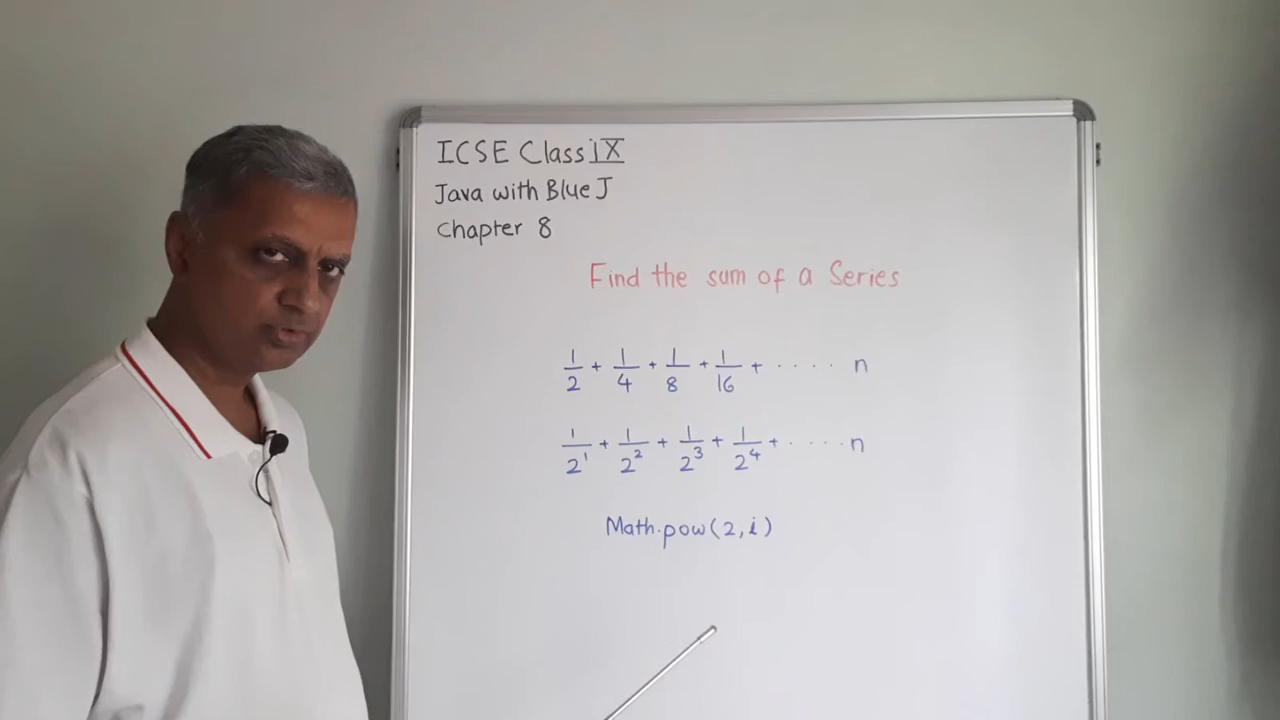 ICSE Class IX
Java with Blue J
Chapter 8
Find the sum of a Series
1/2 + 1/4 + 1/8 + 1/16 + ..... n
1/2¹ + 1/2² + 1/2³ + 1/2⁴ + ..... n
Math.pow(2,i)